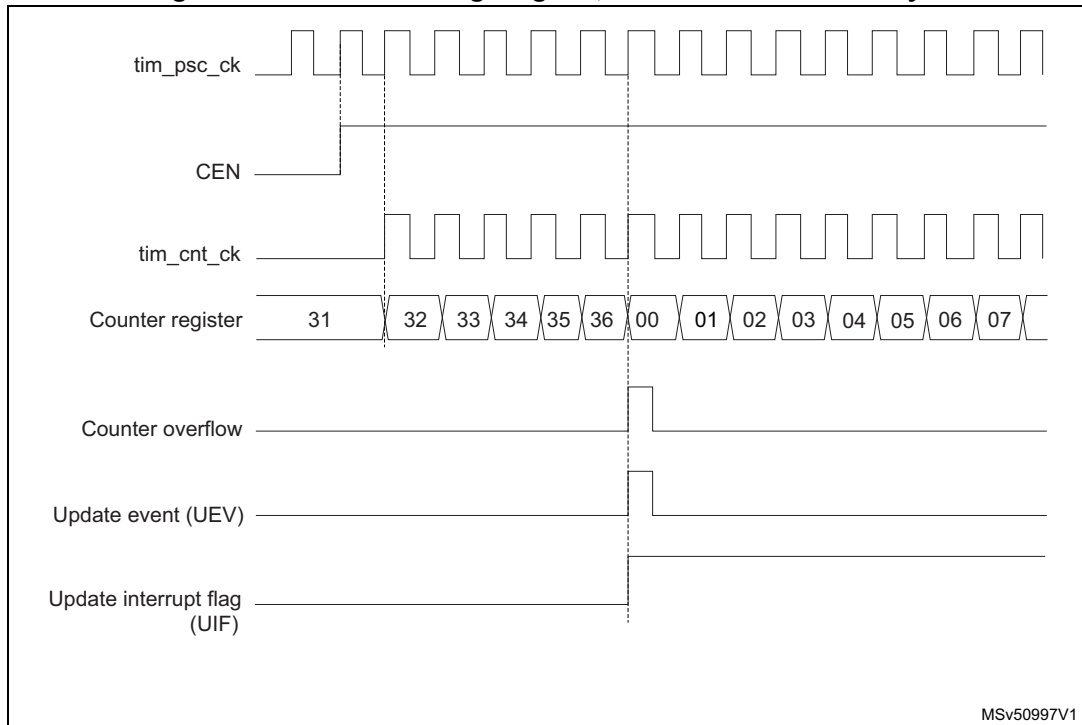 tim_psc_ck
CEN
tim_cnt_ck
Counter register 31 32 33 34 35 36 00 01 02 03 04 05 06 07
Counter overflow
Update event (UEV)
Update interrupt flag
(UIF)
MSv50997V1